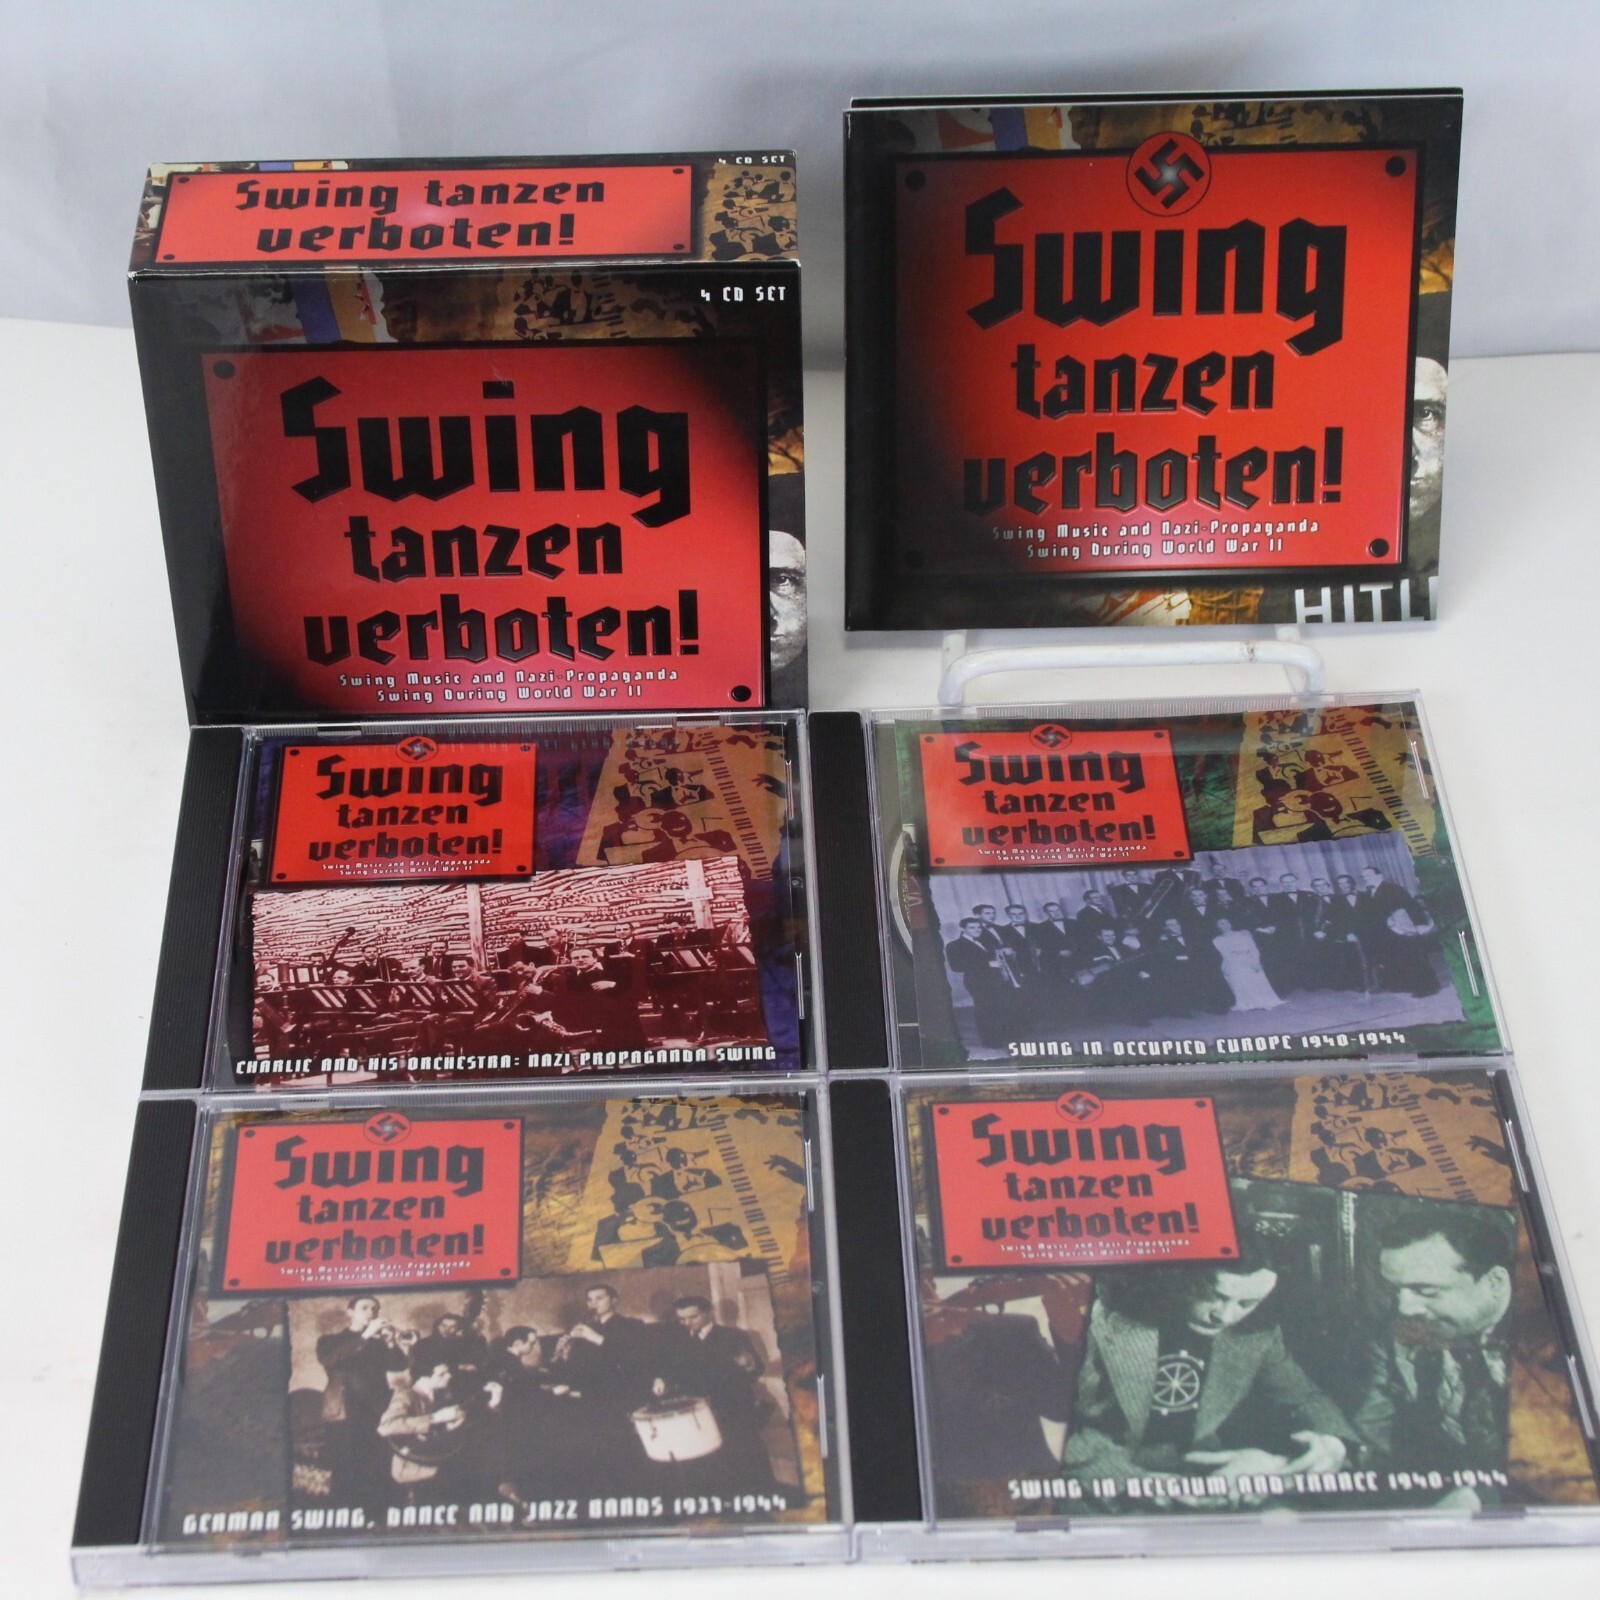 4 CD SET
Swing tanzen
verboten!
4 CD SET
Swing
tanzen
verboten!
Swing Music and Nazi-Propaganda
Swing During World War II
Swing
tanzen
verboten!
Swing Music and Nazi-Propaganda
Swing During World War II
HITL
Swing
tanzen
verboten!
Swing Music and Nazi Propaganda
Swing During World War II
CHARLIE AND HIS ORCHESTRA: NAZI PROPAGANDA SWING
Swing
tanzen
verboten!
Swing Music and Nazi Propaganda
Swing During World War II
SWING IN OCCUPIED EUROPE 1940-1944
Swing
tanzen
verboten!
Swing Music and Nazi Propaganda
Swing During World War II
GERMAN SWING, DANCE AND JAZZ BANDS 1937-1944
Swing
tanzen
verboten!
Swing Music and Nazi Propaganda
Swing During World War II
SWING IN BELGIUM AND FRANCE 1940-1944